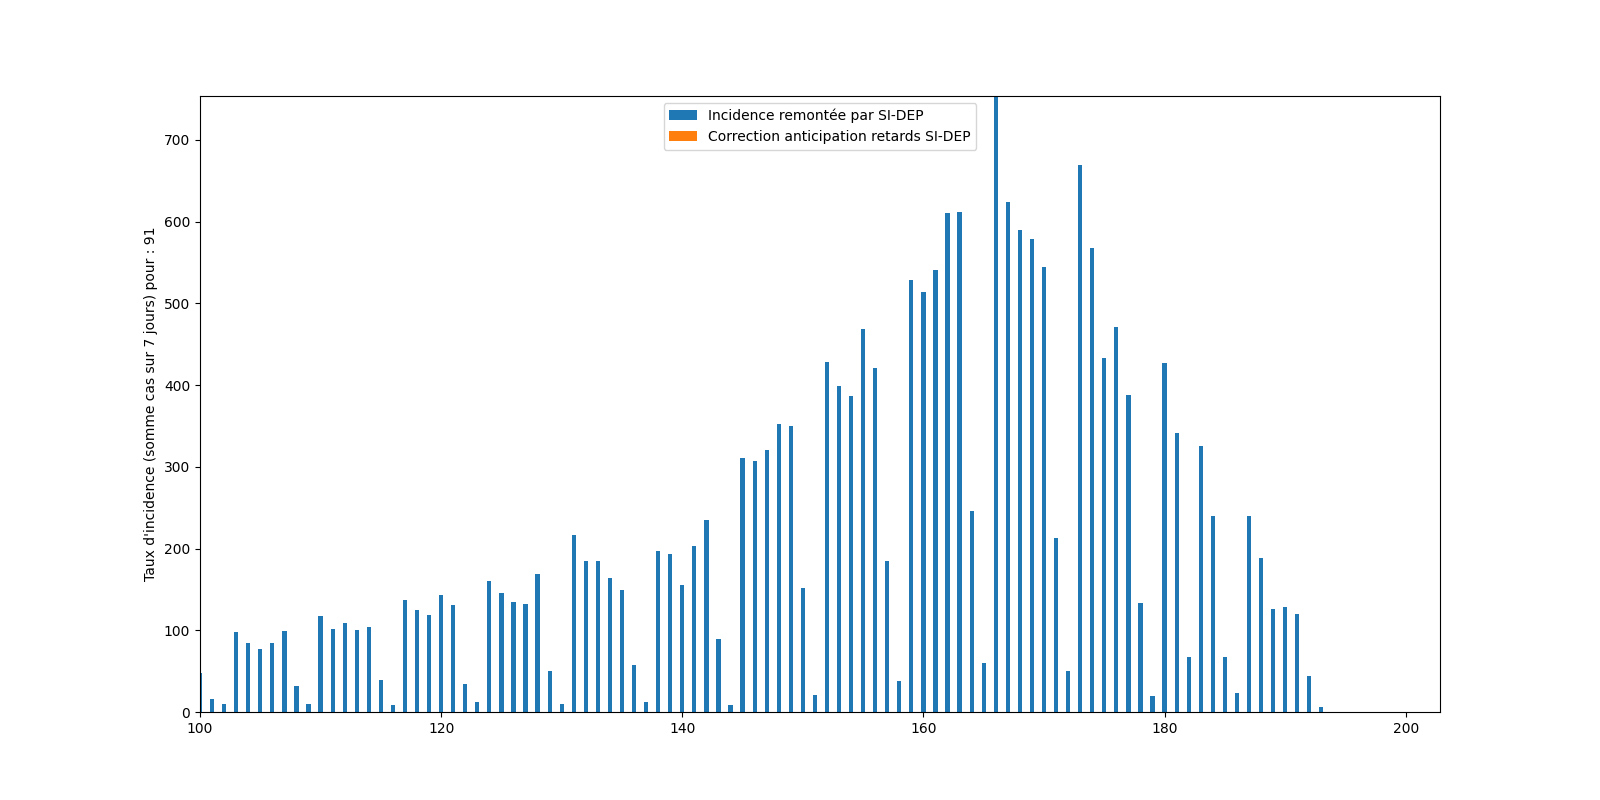 Incidence remontée par SI-DEP
Correction anticipation retards SI-DEP
Taux d'incidence (somme cas sur 7 jours) pour : 91
700
600
500
400
300
200
100
0
100 120 140 160 180 200